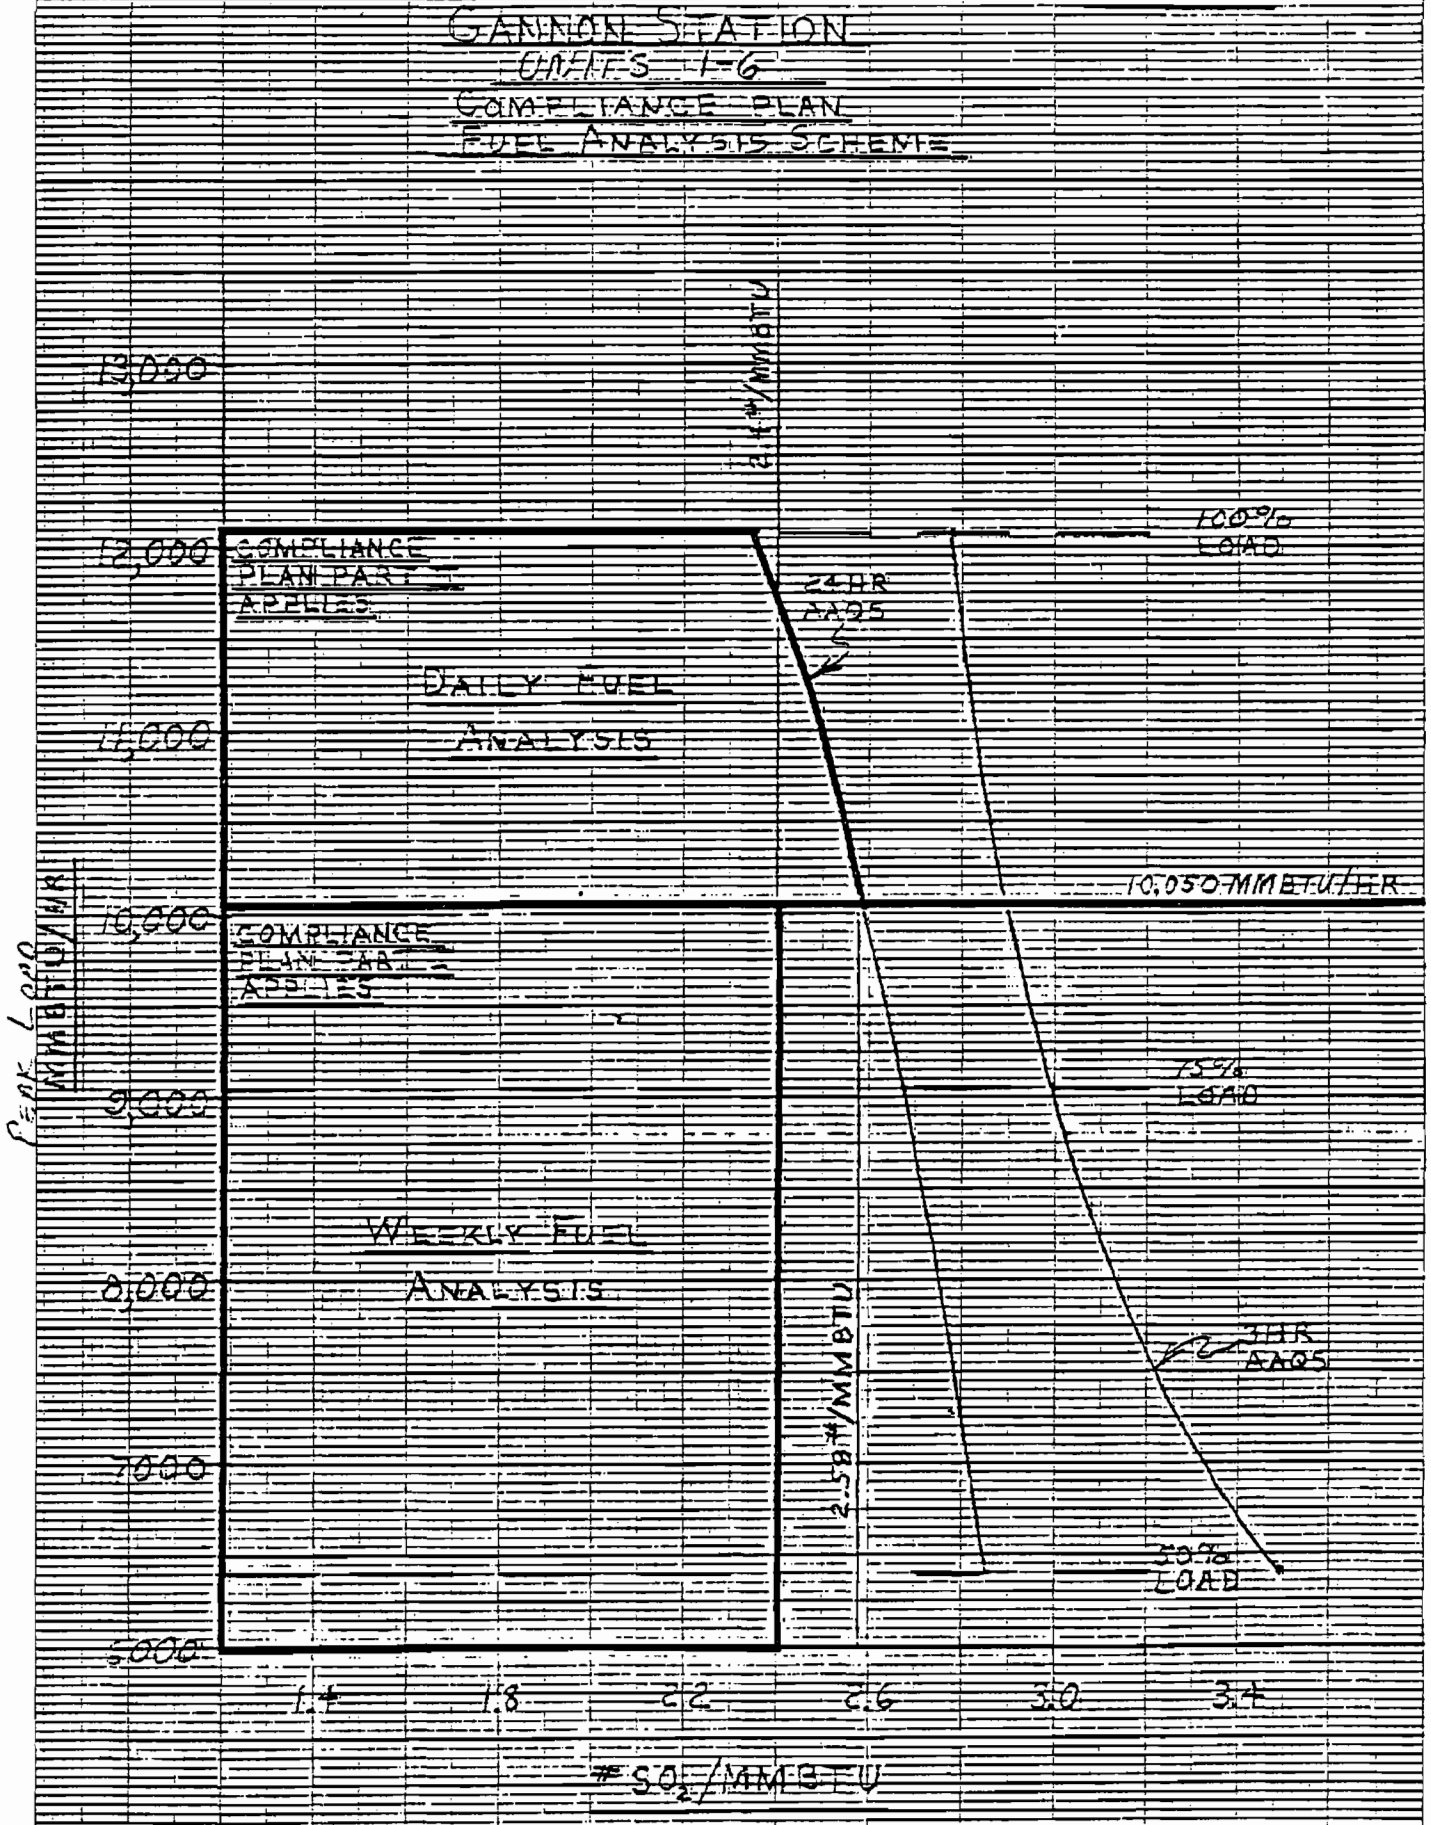 GANNON STATION
UNITS 1-6
COMPLIANCE PLAN
FUEL ANALYSIS SCHEME
2.4#/MMBTU
13,000
12,000
11,000
10,000
9,000
8,000
7000
6000
PEAK LOAD
MMBTU/HR
COMPLIANCE
PLAN PART
APPLIES
DAILY FUEL
ANALYSIS
24 HR
AAQS
100%
LOAD
10,050 MMBTU/HR
COMPLIANCE
PLAN PART
APPLIES
75%
LOAD
WEEKLY FUEL
ANALYSIS
2.58#/MMBTU
3HR
AAQS
50%
LOAD
1.4 1.8 2.2 2.6 3.0 3.4
# SO₂/MMBTU